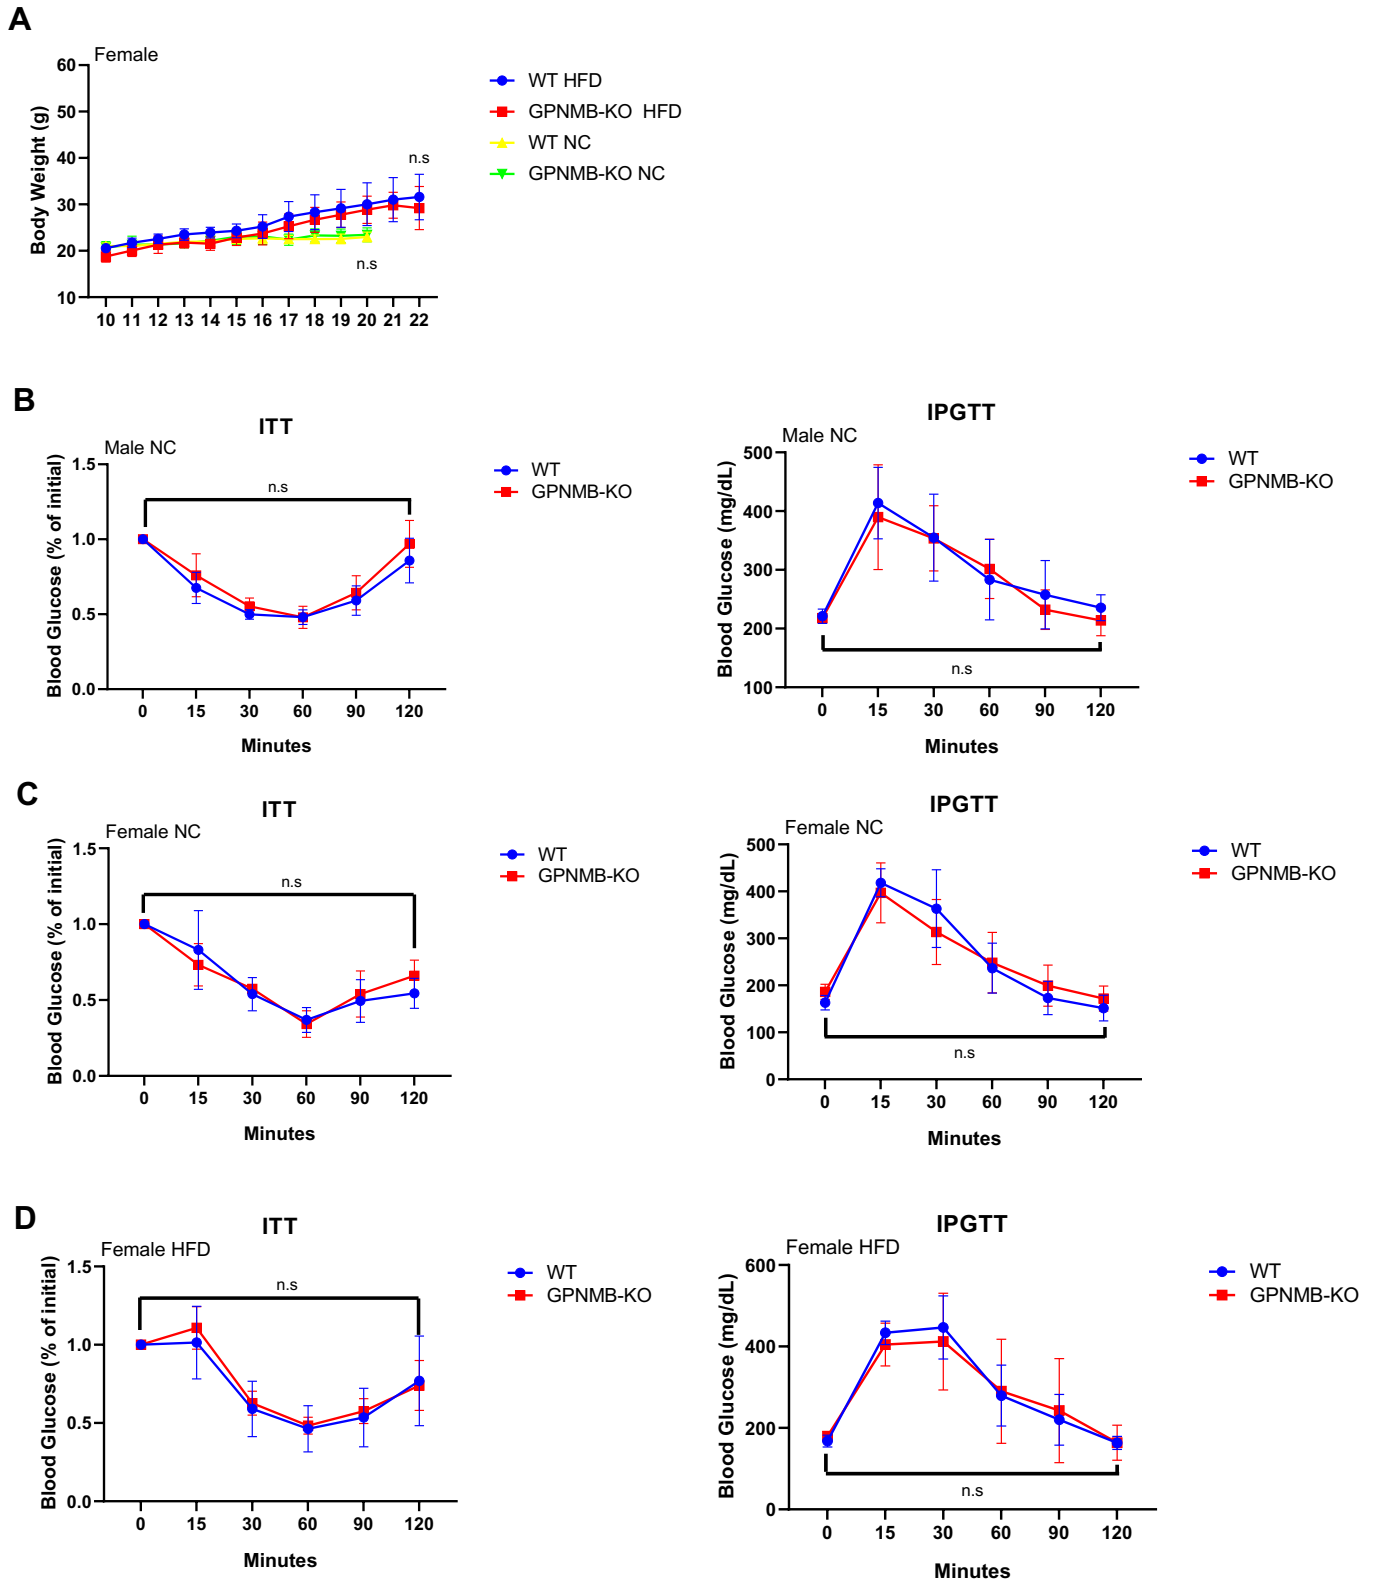 A
Female
60
50
40
30
20
10
Body Weight (g)
n.s
n.s
10 11 12 13 14 15 16 17 18 19 20 21 22
WT HFD
GPNMB-KO HFD
WT NC
GPNMB-KO NC
B
ITT
Male NC
1.5
1.0
0.5
0.0
Blood Glucose (% of initial)
n.s
0 15 30 60 90 120
Minutes
WT
GPNMB-KO
IPGTT
Male NC
500
400
300
200
100
Blood Glucose (mg/dL)
n.s
0 15 30 60 90 120
Minutes
WT
GPNMB-KO
C
ITT
Female NC
1.5
1.0
0.5
0.0
Blood Glucose (% of initial)
n.s
0 15 30 60 90 120
Minutes
WT
GPNMB-KO
IPGTT
Female NC
500
400
300
200
100
0
Blood Glucose (mg/dL)
n.s
0 15 30 60 90 120
Minutes
WT
GPNMB-KO
D
ITT
Female HFD
1.5
1.0
0.5
0.0
Blood Glucose (% of initial)
n.s
0 15 30 60 90 120
Minutes
WT
GPNMB-KO
IPGTT
Female HFD
600
400
200
0
Blood Glucose (mg/dL)
n.s
0 15 30 60 90 120
Minutes
WT
GPNMB-KO